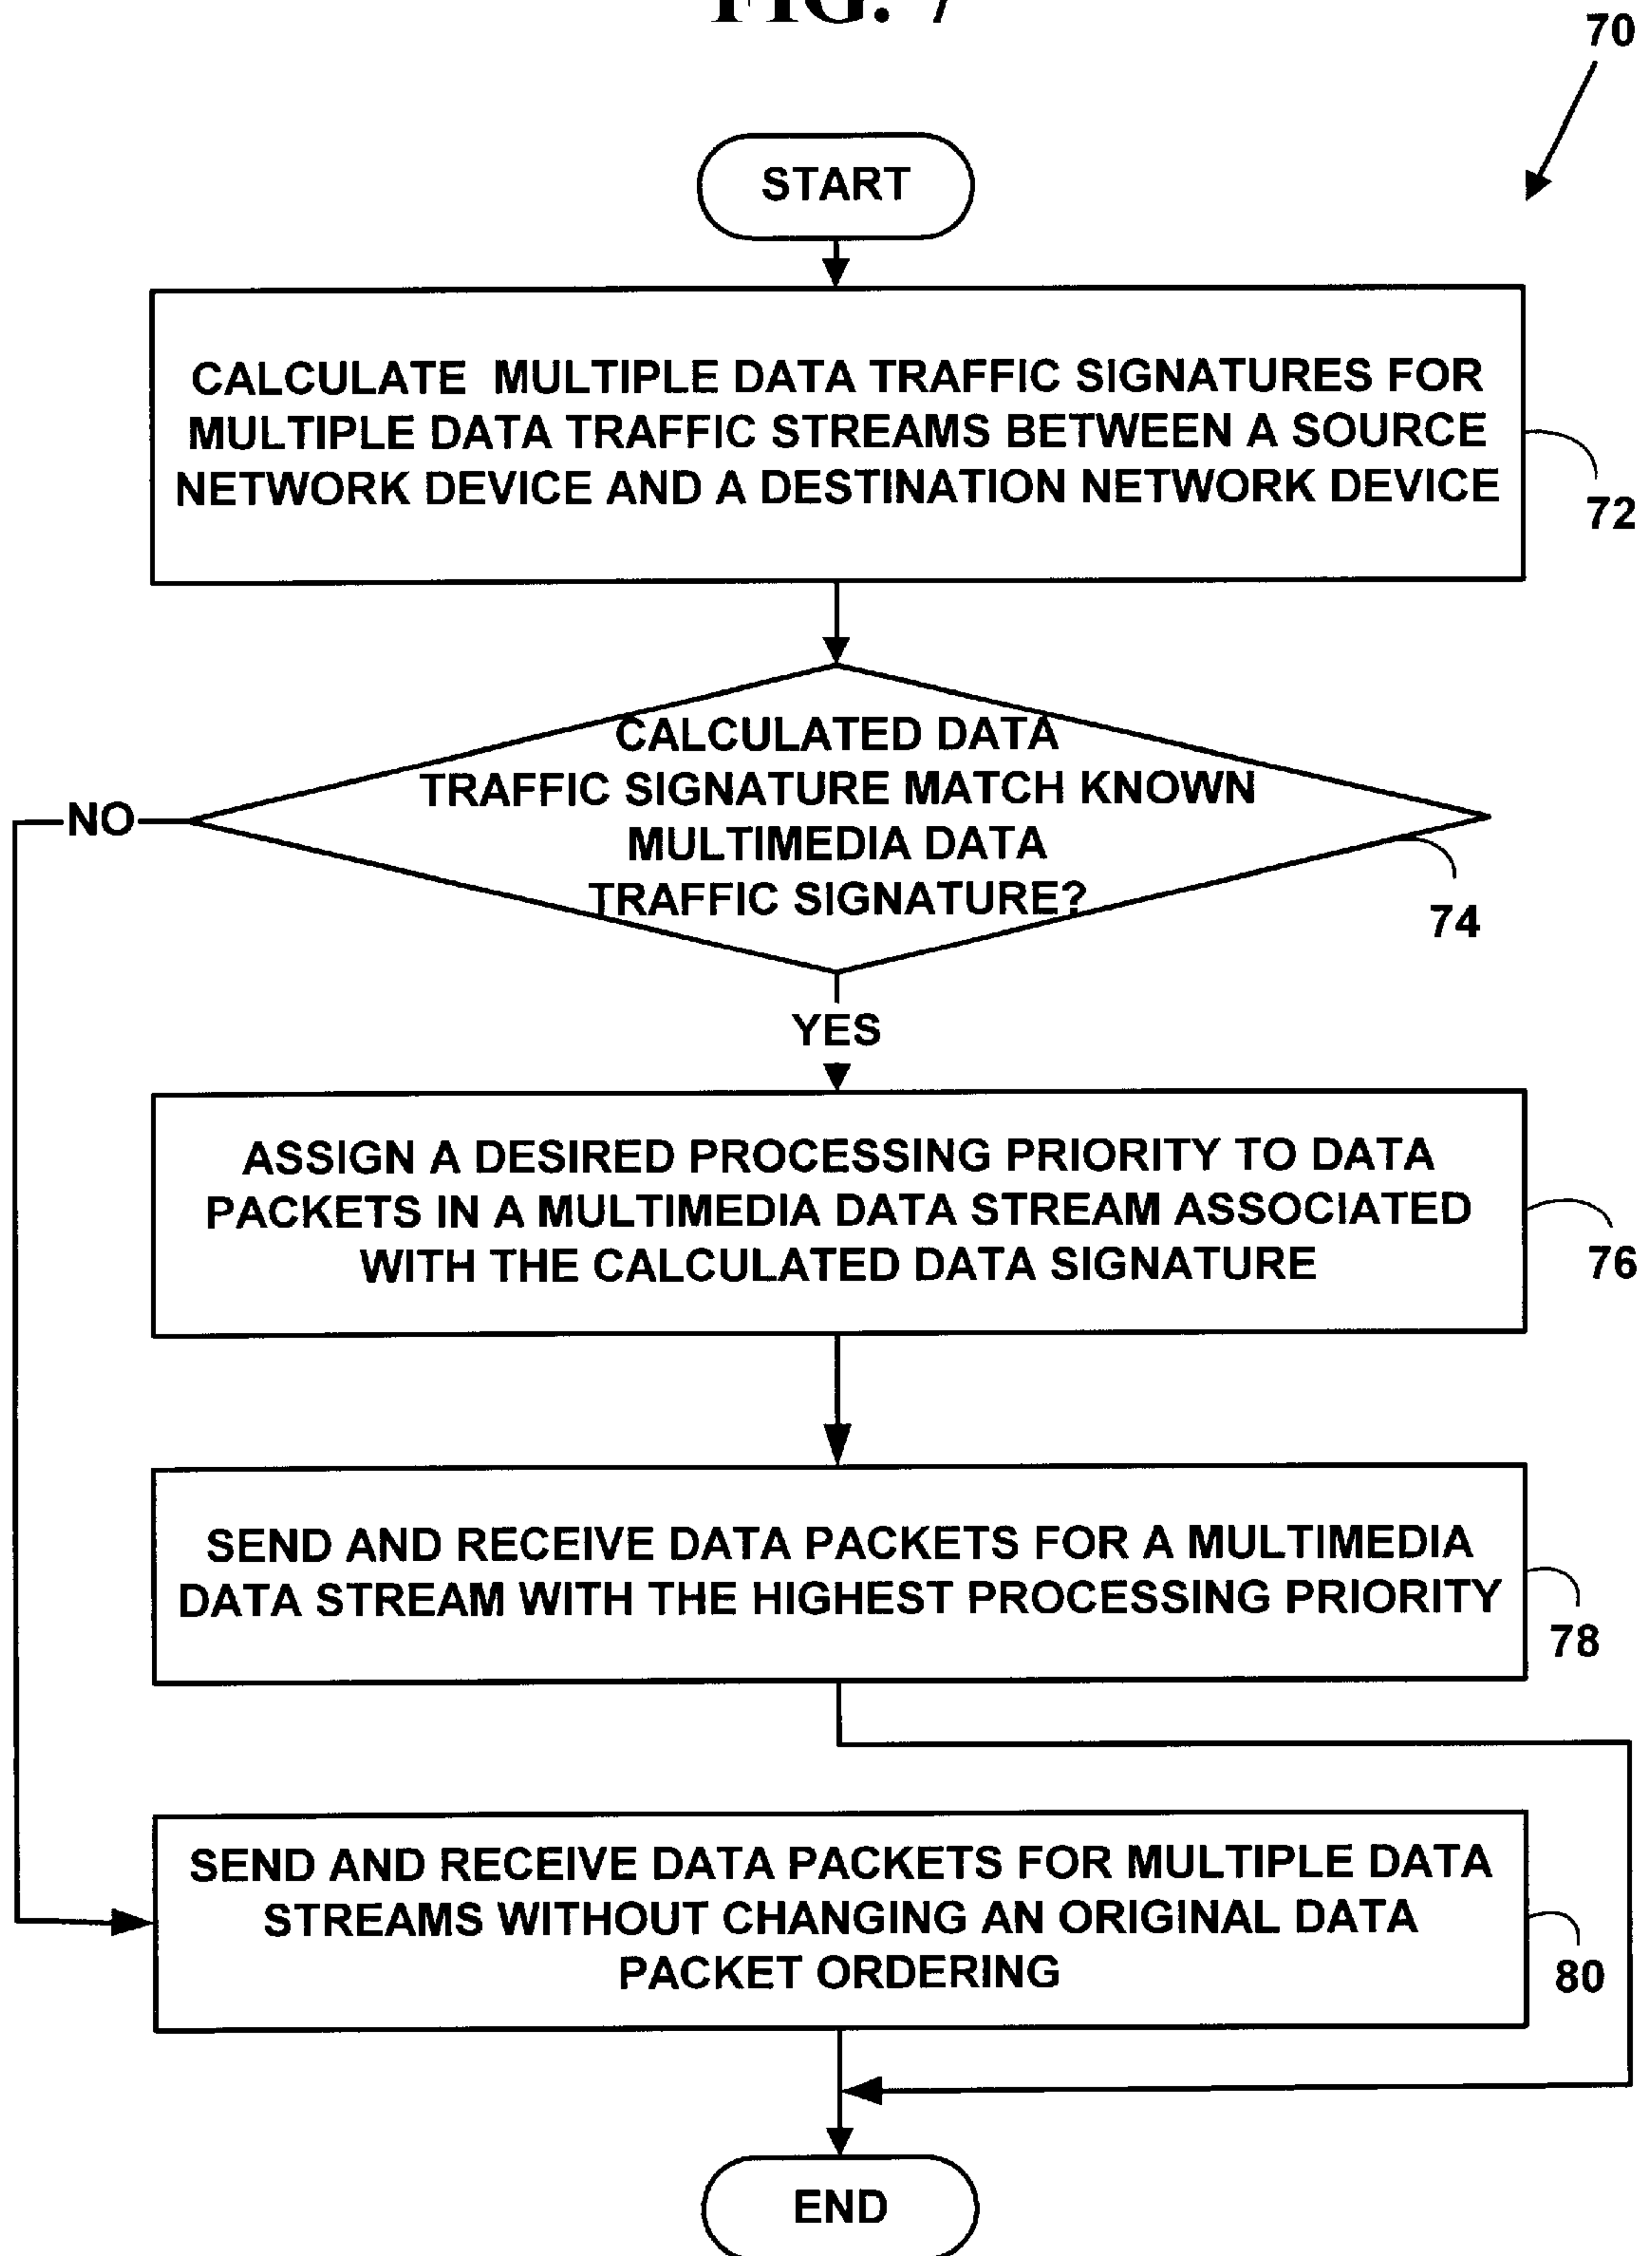 FIG. 7
70
START
CALCULATE MULTIPLE DATA TRAFFIC SIGNATURES FOR
MULTIPLE DATA TRAFFIC STREAMS BETWEEN A SOURCE
NETWORK DEVICE AND A DESTINATION NETWORK DEVICE
72
CALCULATED DATA
TRAFFIC SIGNATURE MATCH KNOWN
MULTIMEDIA DATA
TRAFFIC SIGNATURE?
NO
74
YES
ASSIGN A DESIRED PROCESSING PRIORITY TO DATA
PACKETS IN A MULTIMEDIA DATA STREAM ASSOCIATED
WITH THE CALCULATED DATA SIGNATURE
76
SEND AND RECEIVE DATA PACKETS FOR A MULTIMEDIA
DATA STREAM WITH THE HIGHEST PROCESSING PRIORITY
78
SEND AND RECEIVE DATA PACKETS FOR MULTIPLE DATA
STREAMS WITHOUT CHANGING AN ORIGINAL DATA
PACKET ORDERING
80
END